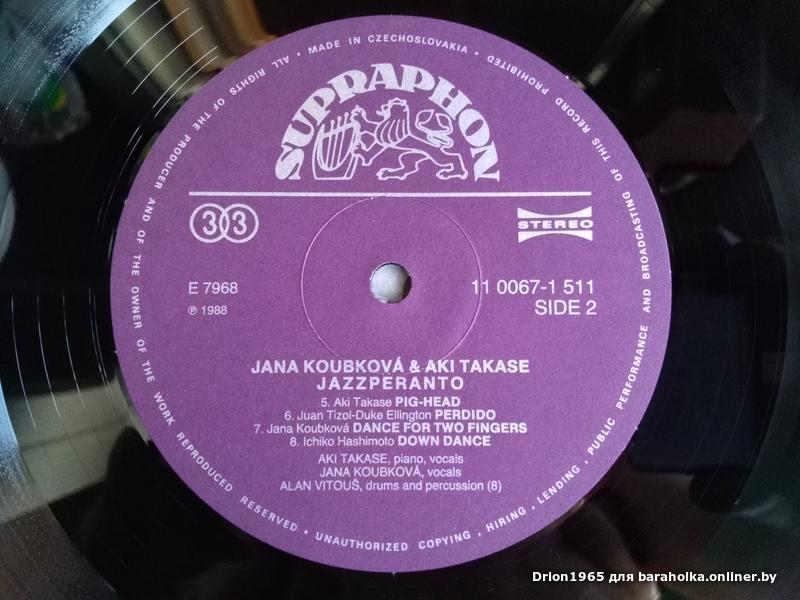 MADE IN CZECHOSLOVAKIA • ALL RIGHTS OF THE PRODUCER AND OF THE OWNER OF THE WORK REPRODUCED RESERVED • UNAUTHORIZED COPYING, HIRING, LENDING, PUBLIC PERFORMANCE AND BROADCASTING OF THIS RECORD PROHIBITED •
SUPRAPHON
33
STEREO
E 7968
11 0067-1 511
℗ 1988
SIDE 2
JANA KOUBKOVÁ & AKI TAKASE
JAZZPERANTO
5. Aki Takase PIG-HEAD
6. Juan Tizol-Duke Ellington PERDIDO
7. Jana Koubková DANCE FOR TWO FINGERS
8. Ichiko Hashimoto DOWN DANCE
AKI TAKASE, piano, vocals
JANA KOUBKOVÁ, vocals
ALAN VITOUŠ, drums and percussion (8)
Drion1965 для baraholka.onliner.by